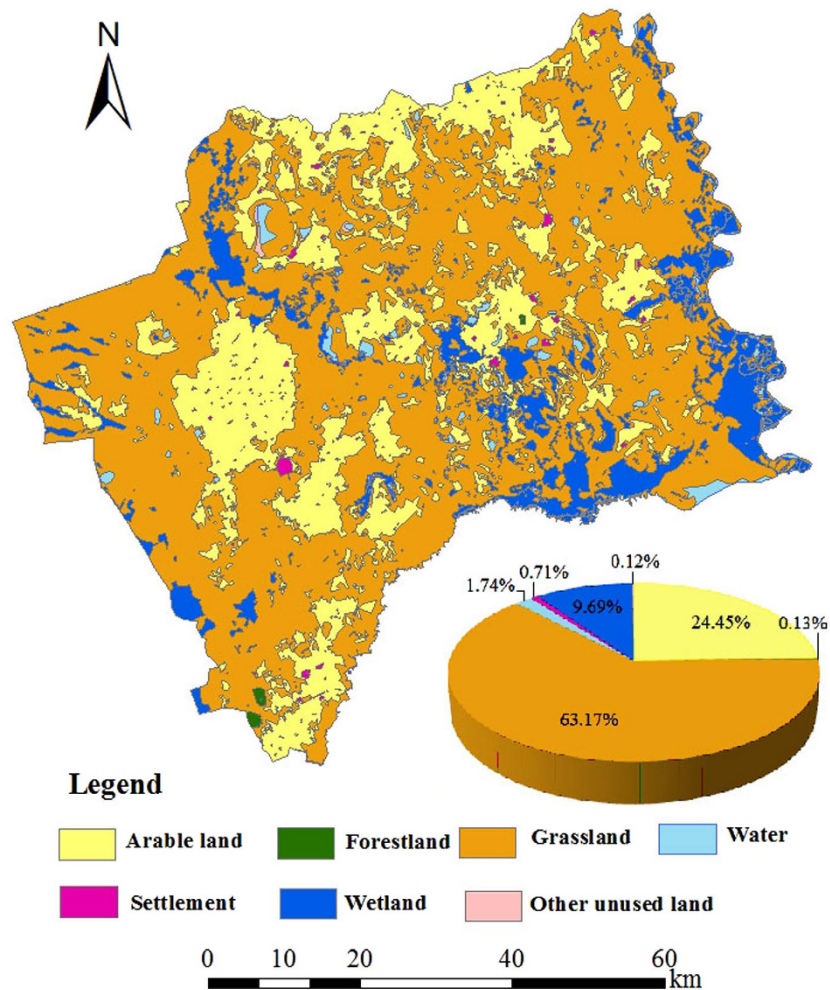 N
0.12%
0.71%
1.74%
9.69%
24.45%
0.13%
63.17%
Legend
Arable land
Forestland
Grassland
Water
Settlement
Wetland
Other unused land
0 10 20 40 60
km